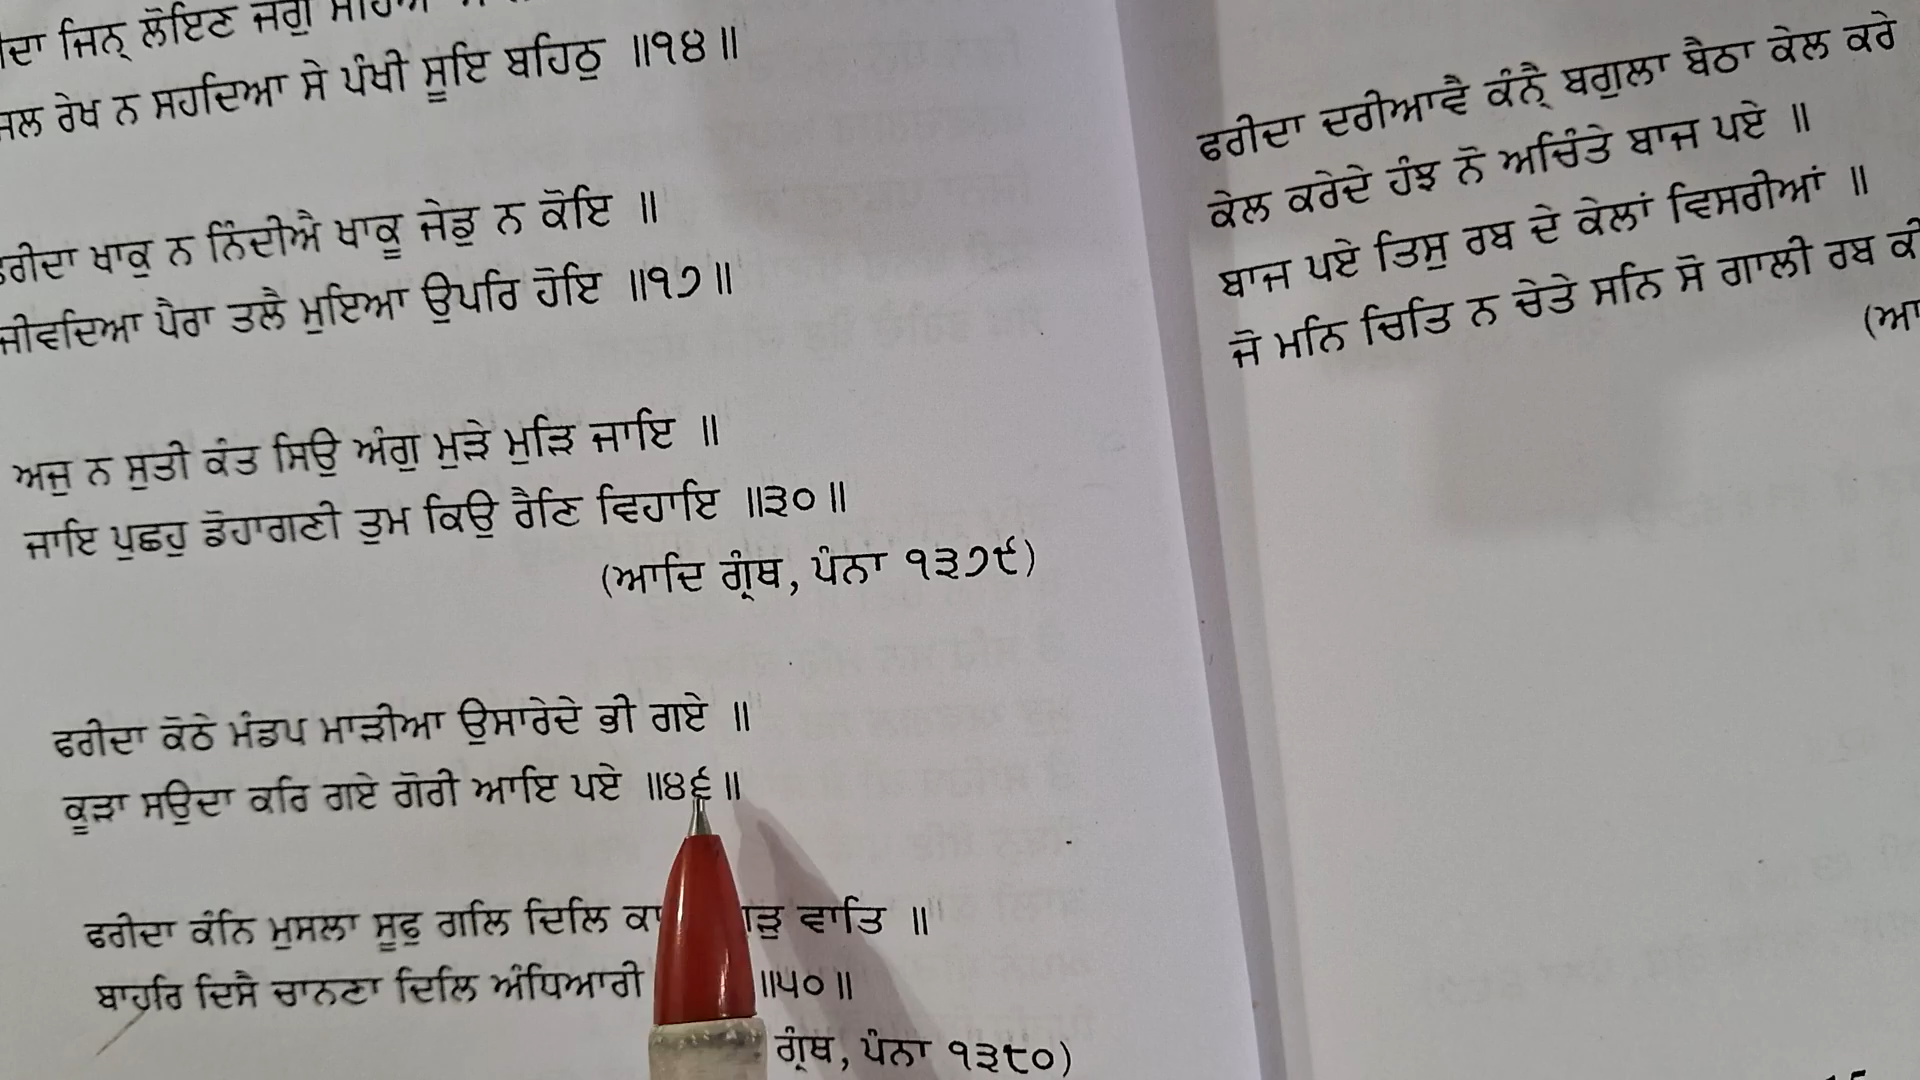 ਜਿਨ੍ ਲੋਇਣ ਜਗੁ
ਰੇਖ ਨ ਸਹਦਿਆ ਸੇ ਪੰਖੀ ਸੂਇ ਬਹਿਠੁ ॥੧੪॥
ਖਾਕੁ ਨ ਨਿੰਦੀਐ ਖਾਕੂ ਜੇਡੁ ਨ ਕੋਇ ॥
ਜੀਵਦਿਆ ਪੈਰਾ ਤਲੈ ਮੁਇਆ ਉਪਰਿ ਹੋਇ ॥੧੭॥
ਅਜੁ ਨ ਸੁਤੀ ਕੰਤ ਸਿਉ ਅੰਗੁ ਮੁੜੇ ਮੁੜਿ ਜਾਇ ॥
ਜਾਇ ਪੁਛਹੁ ਡੋਹਾਗਣੀ ਤੁਮ ਕਿਉ ਰੈਣਿ ਵਿਹਾਇ ॥੩੦॥
(ਆਦਿ ਗ੍ਰੰਥ, ਪੰਨਾ ੧੩੭੯)
ਫਰੀਦਾ ਕੋਠੇ ਮੰਡਪ ਮਾੜੀਆ ਉਸਾਰੇਦੇ ਭੀ ਗਏ ॥
ਕੂੜਾ ਸਉਦਾ ਕਰਿ ਗਏ ਗੋਰੀ ਆਇ ਪਏ ॥੪੬॥
ਫਰੀਦਾ ਕੰਨਿ ਮੁਸਲਾ ਸੂਫੁ ਗਲਿ ਦਿਲਿ ਵਾਤਿ ॥
ਬਾਹਰਿ ਦਿਸੈ ਚਾਨਣਾ ਦਿਲਿ ਅੰਧਿਆਰੀ ॥੫੦॥
ਗ੍ਰੰਥ, ਪੰਨਾ ੧੩੮੦)
ਫਰੀਦਾ ਦਰੀਆਵੈ ਕੰਨ੍ੈ ਬਗੁਲਾ ਬੈਠਾ ਕੇਲ ਕਰੇ
ਕੇਲ ਕਰੇਦੇ ਹੰਝ ਨੋ ਅਚਿੰਤੇ ਬਾਜ ਪਏ ॥
ਬਾਜ ਪਏ ਤਿਸੁ ਰਬ ਦੇ ਕੇਲਾਂ ਵਿਸਰੀਆਂ ॥
ਜੋ ਮਨਿ ਚਿਤਿ ਨ ਚੇਤੇ ਸਨਿ ਸੋ ਗਾਲੀ ਰਬ